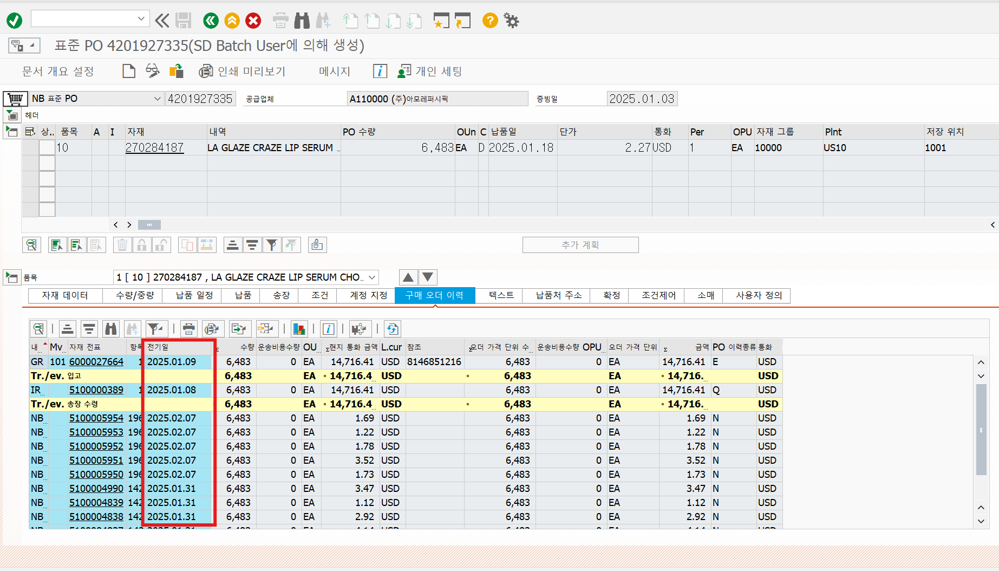 표준 PO 4201927335(SD Batch User에 의해 생성)
문서 개요 설정 인쇄 미리보기 메시지 개인 세팅
NB 표준 PO 4201927335 공급업체 A110000 (주)아모레퍼시픽 증빙일 2025.01.03
헤더
상.. 품목 A I 자재 내역 PO 수량 OUn C 납품일 단가 통화 Per OPU 자재 그룹 Plnt 저장 위치
10 270284187 LA GLAZE CRAZE LIP SERUM .. 6,483 EA D 2025.01.18 2.27 USD 1 EA 10000 US10 1001
추가 계획
품목 1 [ 10 ] 270284187 , LA GLAZE CRAZE LIP SERUM CHO..
자재 데이터 수량/중량 납품 일정 납품 송장 조건 계정 지정 구매 오더 이력 텍스트 납품처 주소 확정 조건제어 소매 사용자 정의
내.. Mv.. 자재 전표 항목 전기일 Σ 수량 운송비용수량 OU.. Σ현지 통화 금액 L.cur 참조 Σ오더 가격 단위 수.. 운송비용수량 OPU.. 오더 가격 단위 Σ 금액 PO 이력종류 통화
GR 101 6000027664 1 2025.01.09 6,483 0 EA 14,716.41 USD 8146851216 6,483 0 EA 14,716.41 E USD
Tr./ev. 입고 6,483 EA 14,716.4.. USD 6,483 EA 14,716... USD
IR.. 5100000389 1 2025.01.08 6,483 0 EA 14,716.41 USD 6,483 0 EA 14,716.41 Q USD
Tr./ev. 송장 수령 6,483 EA 14,716.4.. USD 6,483 EA 14,716... USD
NB.. 5100005954 196 2025.02.07 6,483 0 EA 1.69 USD 6,483 0 EA 1.69 N USD
NB.. 5100005953 196 2025.02.07 6,483 0 EA 1.22 USD 6,483 0 EA 1.22 N USD
NB.. 5100005952 196 2025.02.07 6,483 0 EA 1.78 USD 6,483 0 EA 1.78 N USD
NB.. 5100005951 196 2025.02.07 6,483 0 EA 3.52 USD 6,483 0 EA 3.52 N USD
NB.. 5100005950 196 2025.02.07 6,483 0 EA 1.73 USD 6,483 0 EA 1.73 N USD
NB.. 5100004990 142 2025.01.31 6,483 0 EA 3.47 USD 6,483 0 EA 3.47 N USD
NB.. 5100004839 142 2025.01.31 6,483 0 EA 1.12 USD 6,483 0 EA 1.12 N USD
NB.. 5100004838 142 2025.01.31 6,483 0 EA 2.92 USD 6,483 0 EA 2.92 N USD